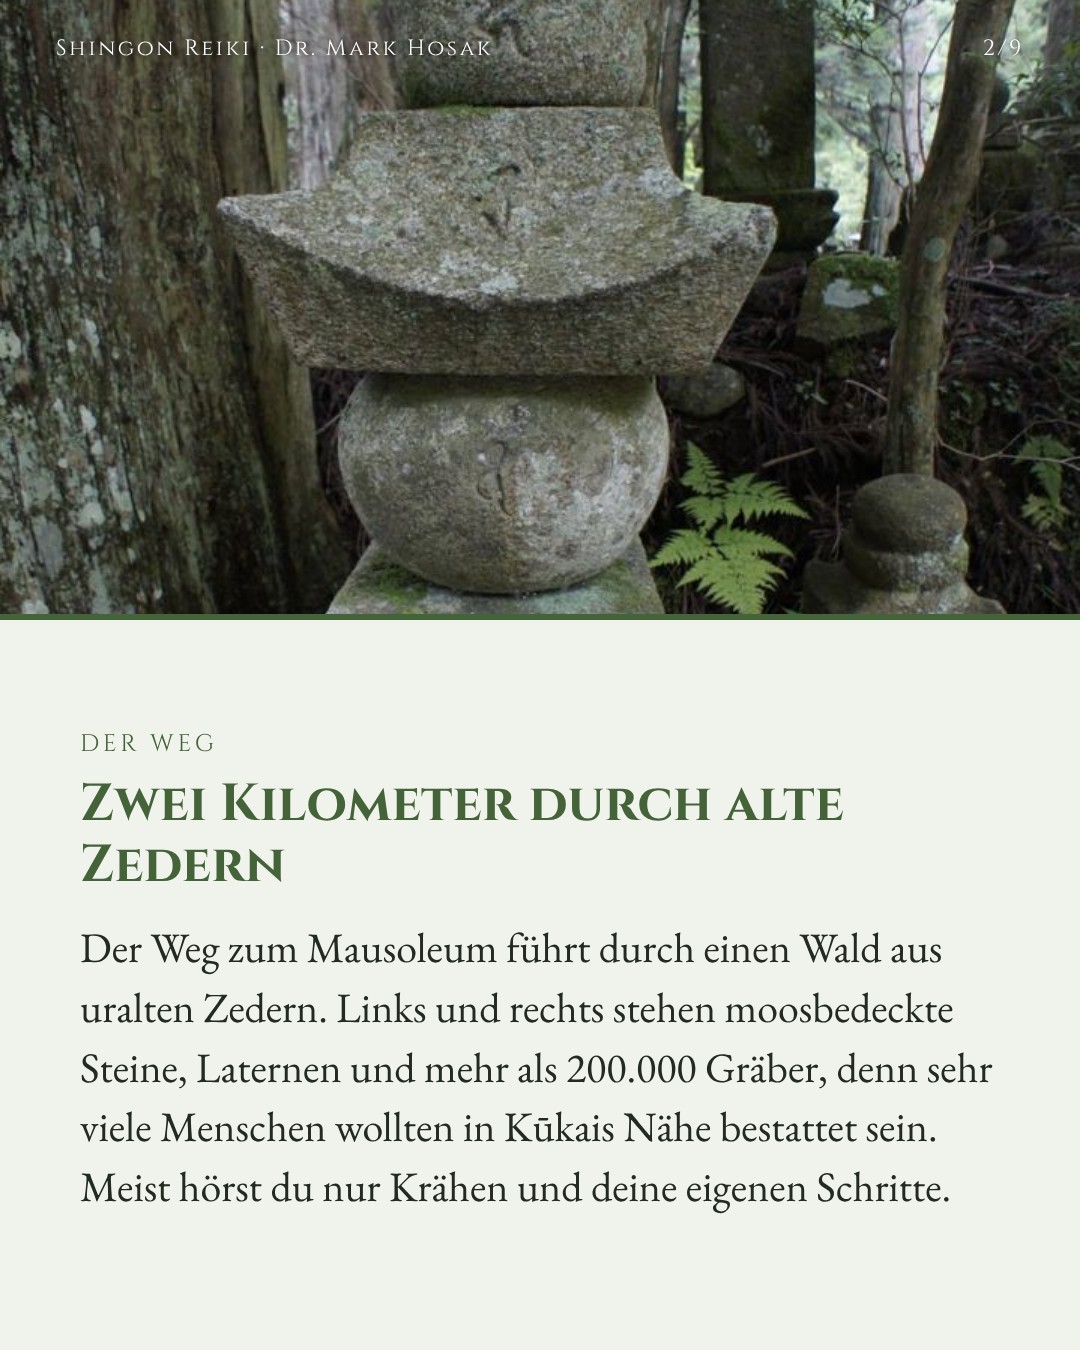 Shingon Reiki · Dr. Mark Hosak
2/9
DER WEG
Zwei Kilometer durch alte
Zedern
Der Weg zum Mausoleum führt durch einen Wald aus
uralten Zedern. Links und rechts stehen moosbedeckte
Steine, Laternen und mehr als 200.000 Gräber, denn sehr
viele Menschen wollten in Kūkais Nähe bestattet sein.
Meist hörst du nur Krähen und deine eigenen Schritte.